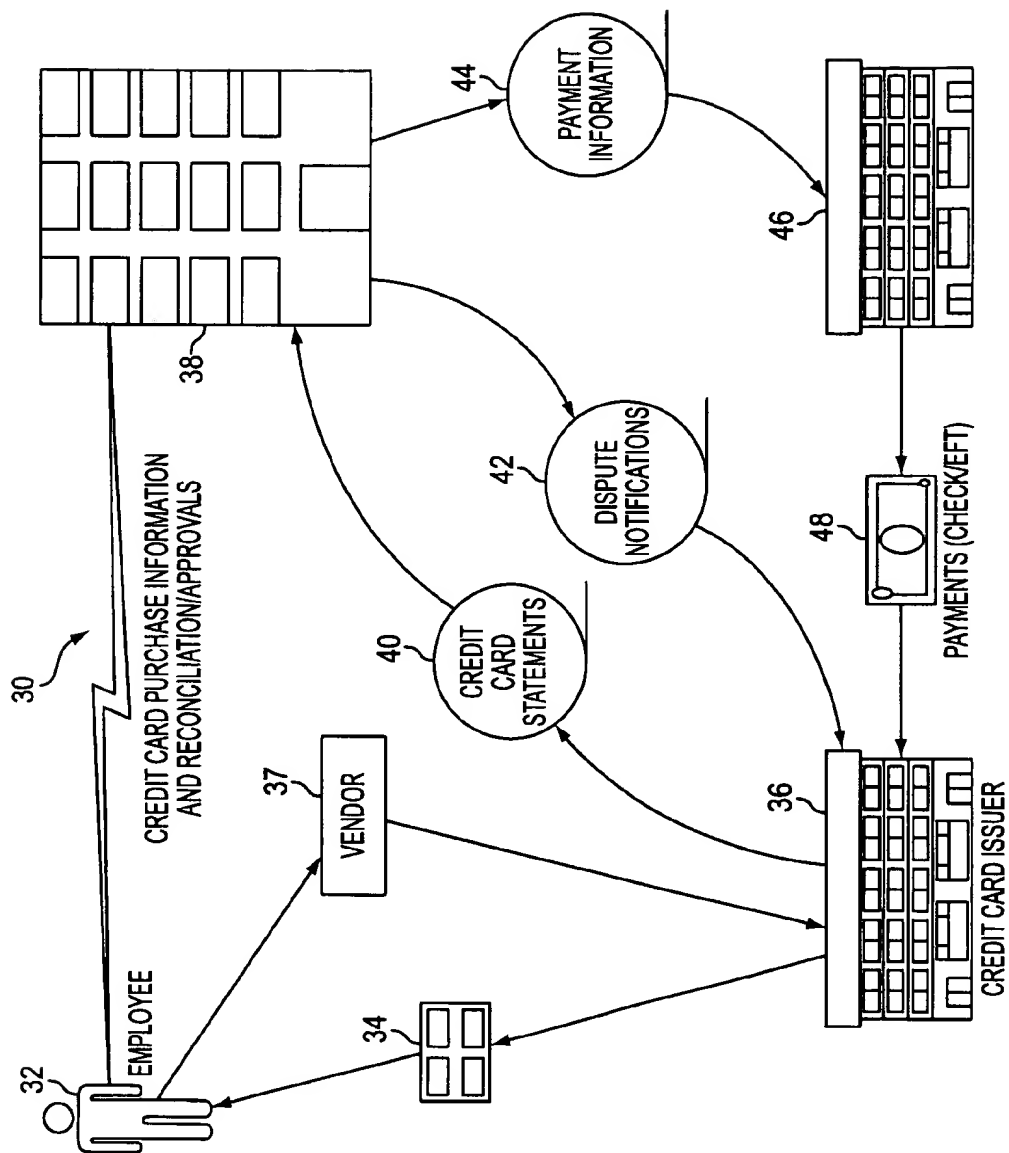 30
CREDIT CARD PURCHASE INFORMATION
AND RECONCILIATION/APPROVALS
32
EMPLOYEE
38
37
VENDOR
34
40
CREDIT
CARD
STATEMENTS
42
DISPUTE
NOTIFICATIONS
44
PAYMENT
INFORMATION
36
CREDIT CARD ISSUER
48
PAYMENTS (CHECK/EFT)
46